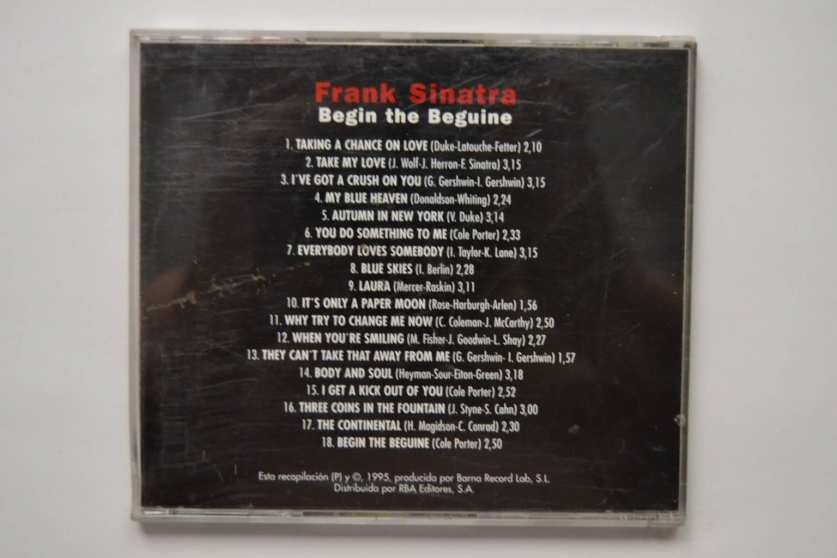 Frank Sinatra
Begin the Beguine
1. TAKING A CHANCE ON LOVE (Duke-Latouche-Fetter) 2,10
2. TAKE MY LOVE (J. Wolf-J. Herron-F. Sinatra) 3,15
3. I'VE GOT A CRUSH ON YOU (G. Gershwin-I. Gershwin) 3,15
4. MY BLUE HEAVEN (Donaldson-Whiting) 2,24
5. AUTUMN IN NEW YORK (V. Duke) 3,14
6. YOU DO SOMETHING TO ME (Cole Porter) 2,33
7. EVERYBODY LOVES SOMEBODY (I. Taylor-K. Lane) 3,15
8. BLUE SKIES (I. Berlin) 2,28
9. LAURA (Mercer-Raskin) 3,11
10. IT'S ONLY A PAPER MOON (Rose-Harburgh-Arlen) 1,56
11. WHY TRY TO CHANGE ME NOW (C. Coleman-J. McCarthy) 2,50
12. WHEN YOU'RE SMILING (M. Fisher-J. Goodwin-L. Shay) 2,27
13. THEY CAN'T TAKE THAT AWAY FROM ME (G. Gershwin- I. Gershwin) 1,57
14. BODY AND SOUL (Heyman-Sour-Eiton-Green) 3,18
15. I GET A KICK OUT OF YOU (Cole Porter) 2,52
16. THREE COINS IN THE FOUNTAIN (J. Styne-S. Cahn) 3,00
17. THE CONTINENTAL (H. Magidson-C. Conrad) 2,30
18. BEGIN THE BEGUINE (Cole Porter) 2,50
Esta recopilación (P) y ©, 1995, producida por Barna Record Lab, S.L.
Distribuida por RBA Editores, S.A.